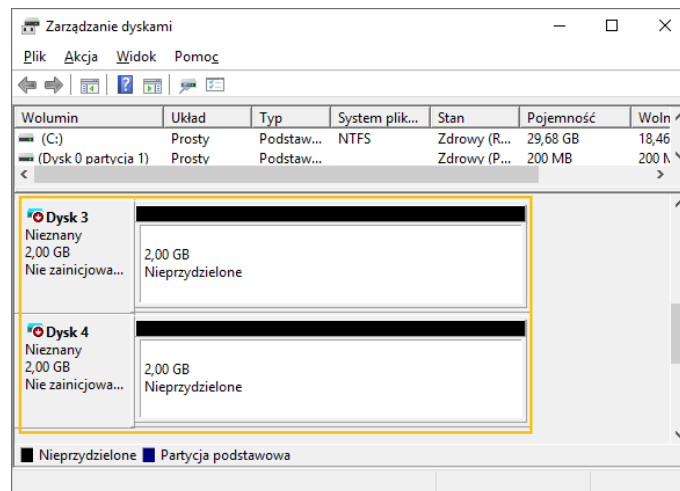 Zarządzanie dyskami
Plik Akcja Widok Pomoc
Wolumin Układ Typ System plik... Stan Pojemność Woln
(C:) Prosty Podstaw... NTFS Zdrowy (R... 29,68 GB 18,46
(Dysk 0 partycja 1) Prosty Podstaw... Zdrowy (P... 200 MB 200 M
Dysk 3
Nieznany
2,00 GB
Nie zainicjowa...
2,00 GB
Nieprzydzielone
Dysk 4
Nieznany
2,00 GB
Nie zainicjowa...
2,00 GB
Nieprzydzielone
Nieprzydzielone Partycja podstawowa